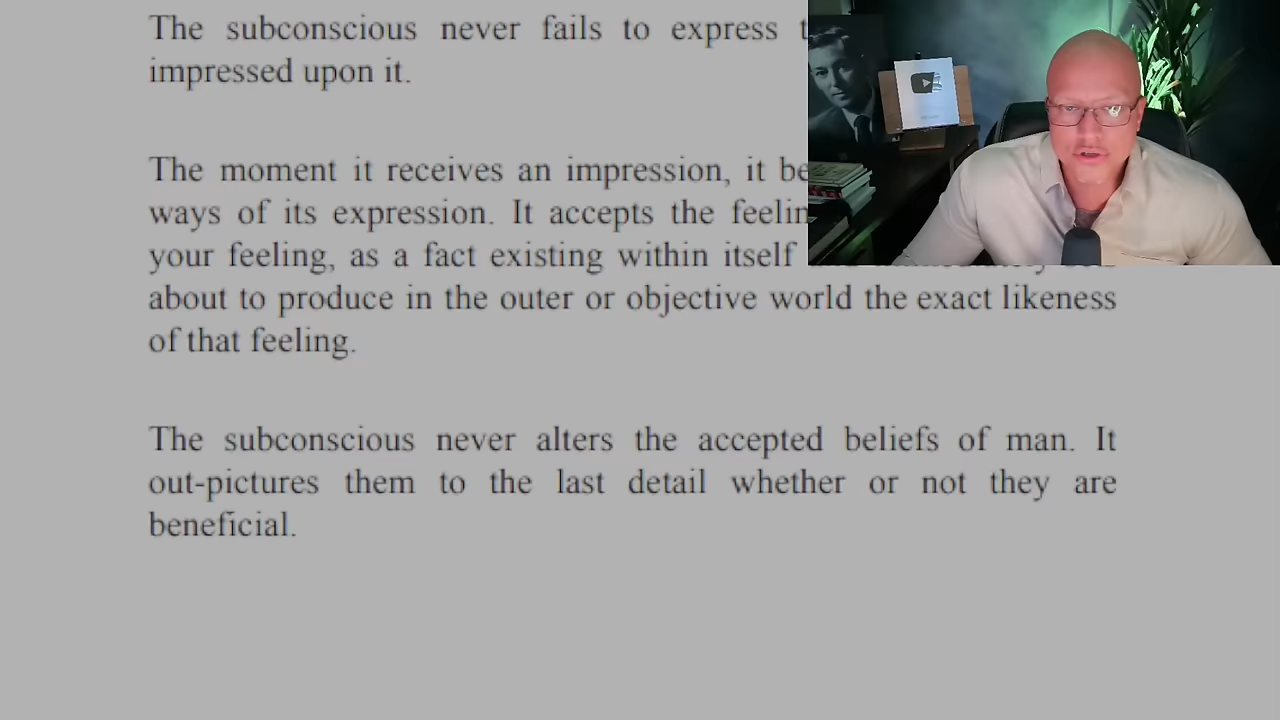 The subconscious never fails to express
impressed upon it.
The moment it receives an impression, it
ways of its expression. It accepts the
your feeling, as a fact existing within itself
about to produce in the outer or objective world the exact likeness
of that feeling.
The subconscious never alters the accepted beliefs of man. It
out-pictures them to the last detail whether or not they are
beneficial.